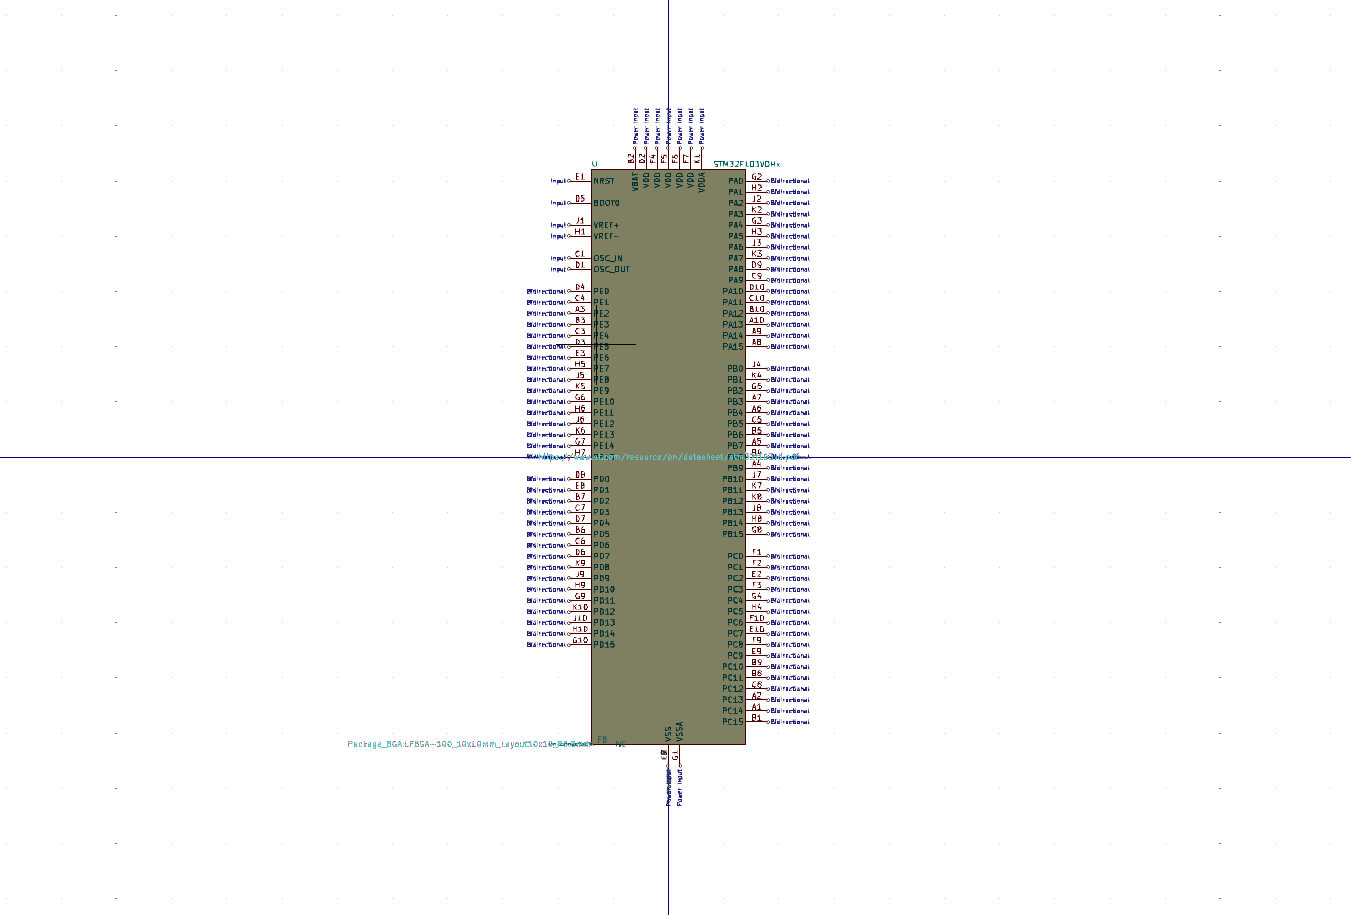 Power Input Power Input Power Input Power Input Power Input Power Input Power Input
B2 D2 F4 F5 F6 F7 K1
U STM32F103VDHx
VBAT VDD VDD VDD VDD VDD VDDA
Input E1 NRST PA0 G2 Bidirectional
PA1 H2 Bidirectional
Input D5 BOOT0 PA2 J2 Bidirectional
PA3 K2 Bidirectional
Input J1 VREF+ PA4 G3 Bidirectional
Input H1 VREF- PA5 H3 Bidirectional
PA6 J3 Bidirectional
Input C1 OSC_IN PA7 K3 Bidirectional
Input D1 OSC_OUT PA8 D9 Bidirectional
PA9 C9 Bidirectional
Bidirectional D4 PE0 PA10 D10 Bidirectional
Bidirectional C4 PE1 PA11 C10 Bidirectional
Bidirectional A3 PE2 PA12 B10 Bidirectional
Bidirectional B3 PE3 PA13 A10 Bidirectional
Bidirectional C3 PE4 PA14 A9 Bidirectional
Bidirectional D3 PE5 PA15 A8 Bidirectional
Bidirectional E3 PE6
Bidirectional H5 PE7 PB0 J4 Bidirectional
Bidirectional J5 PE8 PB1 K4 Bidirectional
Bidirectional K5 PE9 PB2 G5 Bidirectional
Bidirectional G6 PE10 PB3 A7 Bidirectional
Bidirectional H6 PE11 PB4 A6 Bidirectional
Bidirectional J6 PE12 PB5 C5 Bidirectional
Bidirectional K6 PE13 PB6 B5 Bidirectional
Bidirectional G7 PE14 PB7 A5 Bidirectional
Bidirectional H7 /resource/en/datasheet/ B4
PB9 A4 Bidirectional
Bidirectional D8 PD0 PB10 J7 Bidirectional
Bidirectional E8 PD1 PB11 K7 Bidirectional
Bidirectional B7 PD2 PB12 K8 Bidirectional
Bidirectional C7 PD3 PB13 J8 Bidirectional
Bidirectional D7 PD4 PB14 H8 Bidirectional
Bidirectional B6 PD5 PB15 G8 Bidirectional
Bidirectional C6 PD6
Bidirectional D6 PD7 PC0 F1 Bidirectional
Bidirectional K9 PD8 PC1 F2 Bidirectional
Bidirectional J9 PD9 PC2 E2 Bidirectional
Bidirectional H9 PD10 PC3 F3 Bidirectional
Bidirectional G9 PD11 PC4 G4 Bidirectional
Bidirectional K10 PD12 PC5 H4 Bidirectional
Bidirectional J10 PD13 PC6 F10 Bidirectional
Bidirectional H10 PD14 PC7 E10 Bidirectional
Bidirectional G10 PD15 PC8 F9 Bidirectional
PC9 E9 Bidirectional
PC10 B9 Bidirectional
PC11 B8 Bidirectional
PC12 C8 Bidirectional
PC13 A2 Bidirectional
PC14 A1 Bidirectional
PC15 B1 Bidirectional
VSS VSSA
Package_BGA:LFBGA-100_10x10mm_Layout10x10_ F8 NC
G1
Power Input